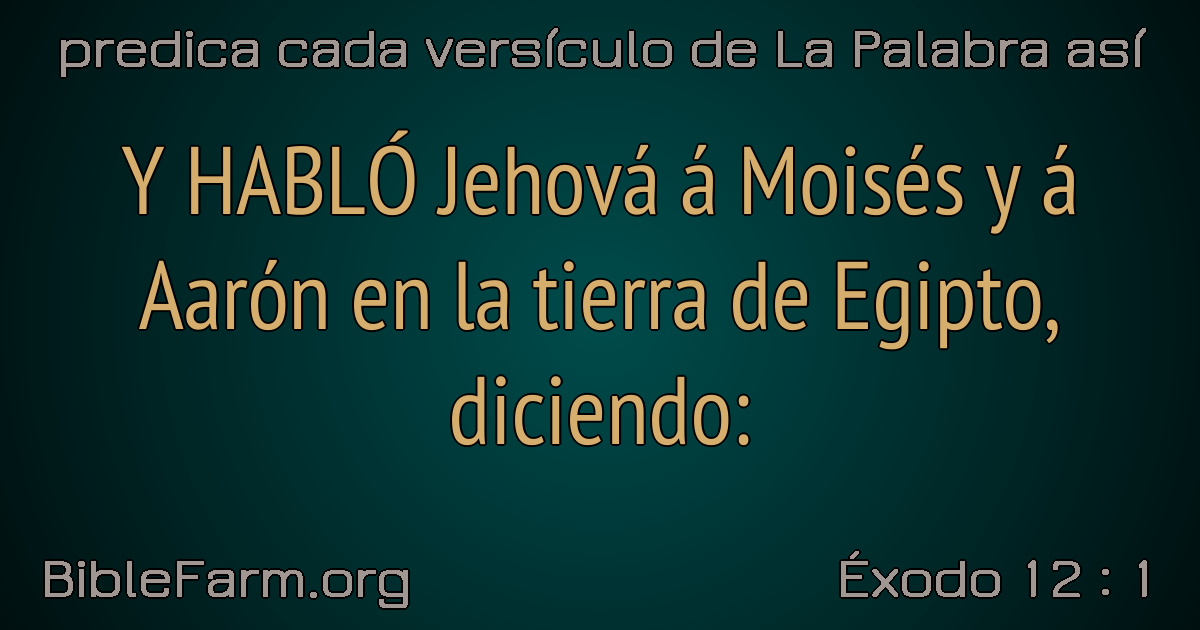 predica cada versículo de La Palabra así
Y HABLÓ Jehová á Moisés y á
Aarón en la tierra de Egipto,
diciendo:
BibleFarm.org
Éxodo 12 : 1